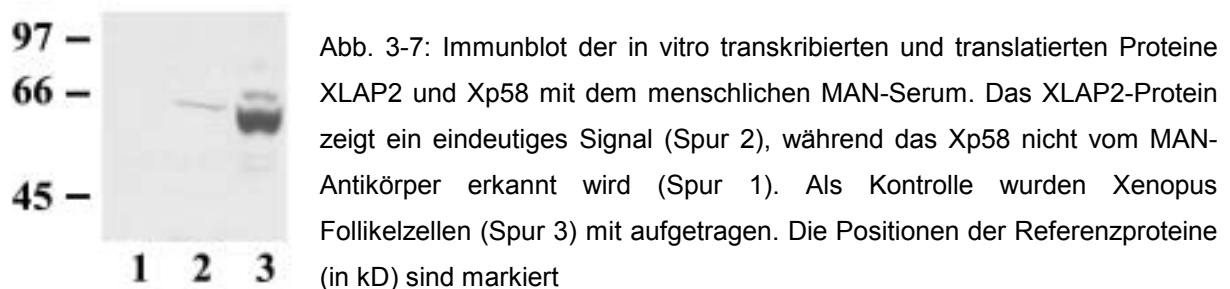 97 –
66 –
45 –
1 2 3
Abb. 3-7: Immunblot der in vitro transkribierten und translatierten Proteine
XLAP2 und Xp58 mit dem menschlichen MAN-Serum. Das XLAP2-Protein
zeigt ein eindeutiges Signal (Spur 2), während das Xp58 nicht vom MAN-
Antikörper erkannt wird (Spur 1). Als Kontrolle wurden Xenopus
Follikelzellen (Spur 3) mit aufgetragen. Die Positionen der Referenzproteine
(in kD) sind markiert